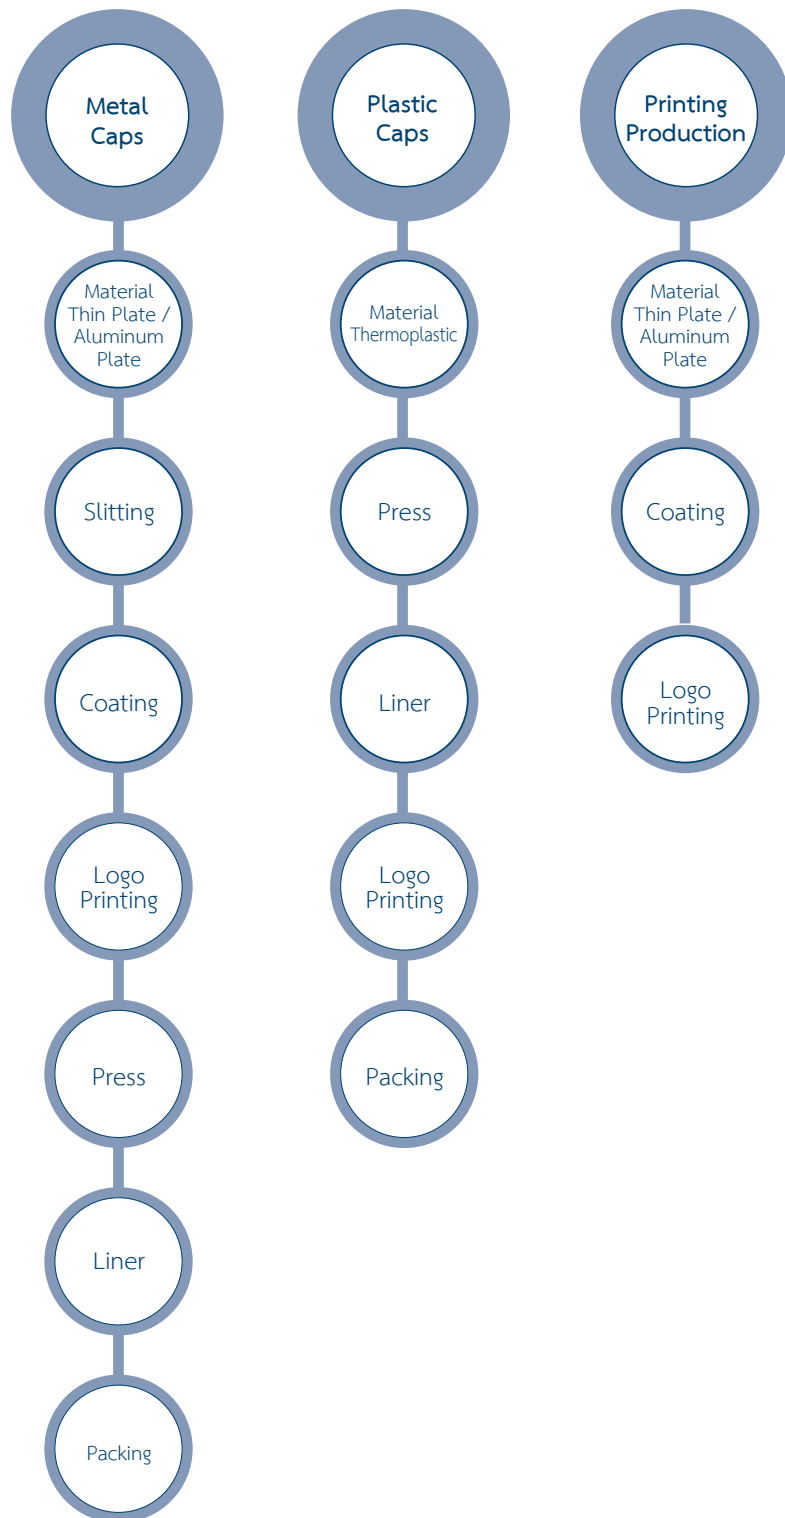 Metal
Caps
Material
Thin Plate /
Aluminum
Plate
Slitting
Coating
Logo
Printing
Press
Liner
Packing
Plastic
Caps
Material
Thermoplastic
Press
Liner
Logo
Printing
Packing
Printing
Production
Material
Thin Plate /
Aluminum
Plate
Coating
Logo
Printing